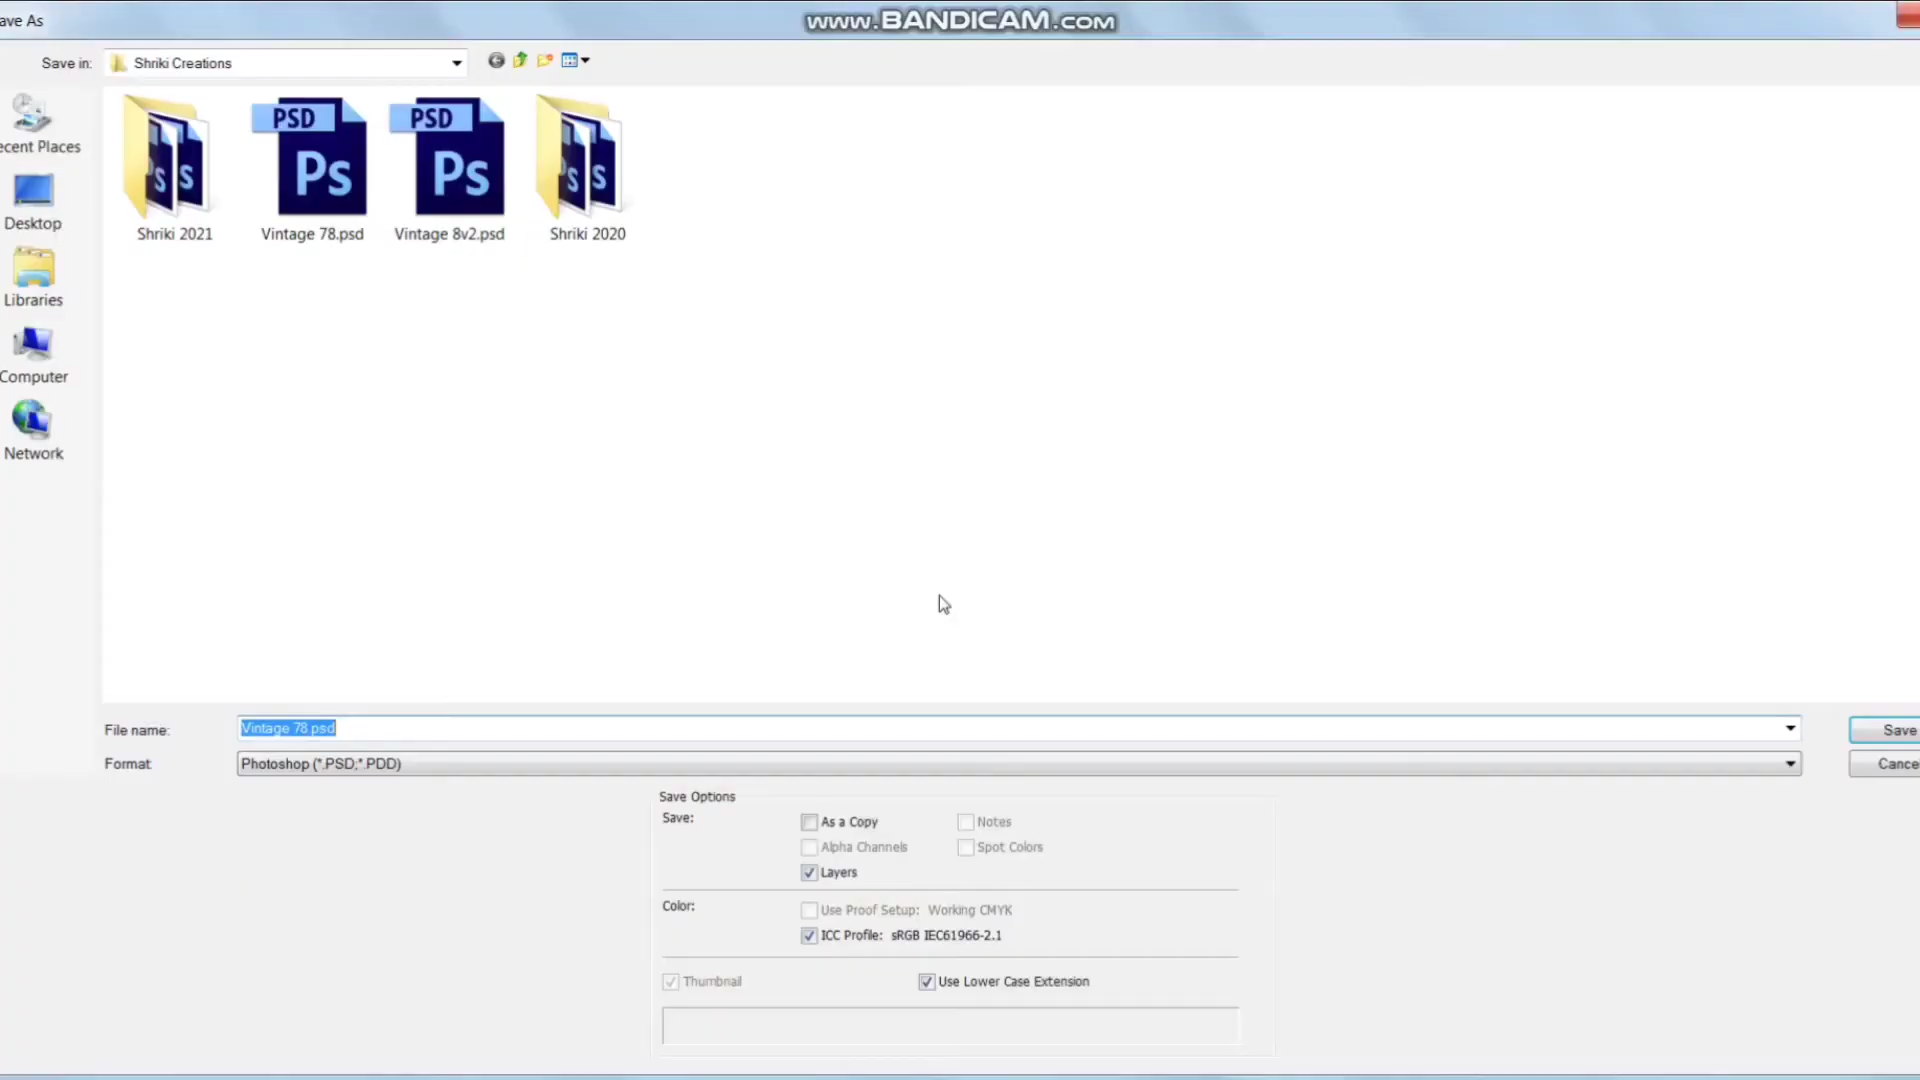 ave As
www.BANDICAM.com
Save in: Shriki Creations
ecent Places
Desktop
Libraries
Computer
Network
PSD
Ps
PSD
Ps
Shriki 2021
Vintage 78.psd
Vintage 8v2.psd
Shriki 2020
File name: Vintage 78.psd
Save
Format: Photoshop (*.PSD;*.PDD)
Cance
Save Options
Save:
As a Copy
Notes
Alpha Channels
Spot Colors
Layers
Color:
Use Proof Setup: Working CMYK
ICC Profile: sRGB IEC61966-2.1
Thumbnail
Use Lower Case Extension